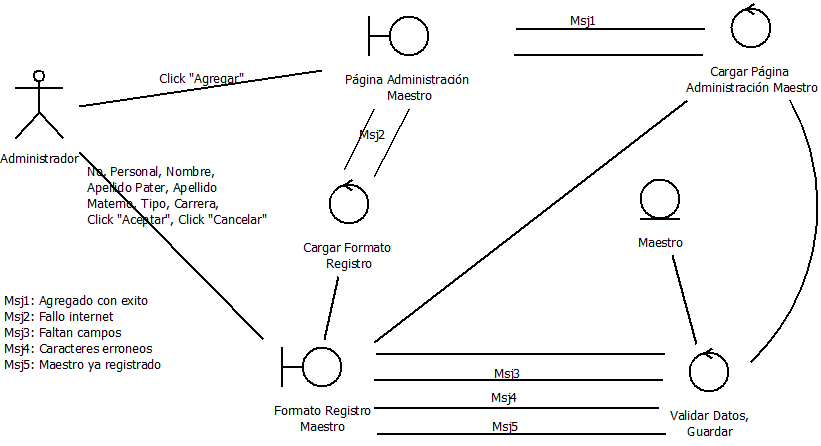 Msj1
Click "Agregar"
Página Administración
Maestro
Cargar Página
Administración Maestro
Msj2
Administrador
No. Personal, Nombre,
Apellido Pater, Apellido
Materno, Tipo, Carrera,
Click "Aceptar", Click "Cancelar"
Cargar Formato
Registro
Maestro
Msj1: Agregado con exito
Msj2: Fallo internet
Msj3: Faltan campos
Msj4: Caracteres erroneos
Msj5: Maestro ya registrado
Msj3
Msj4
Msj5
Formato Registro
Maestro
Validar Datos,
Guardar